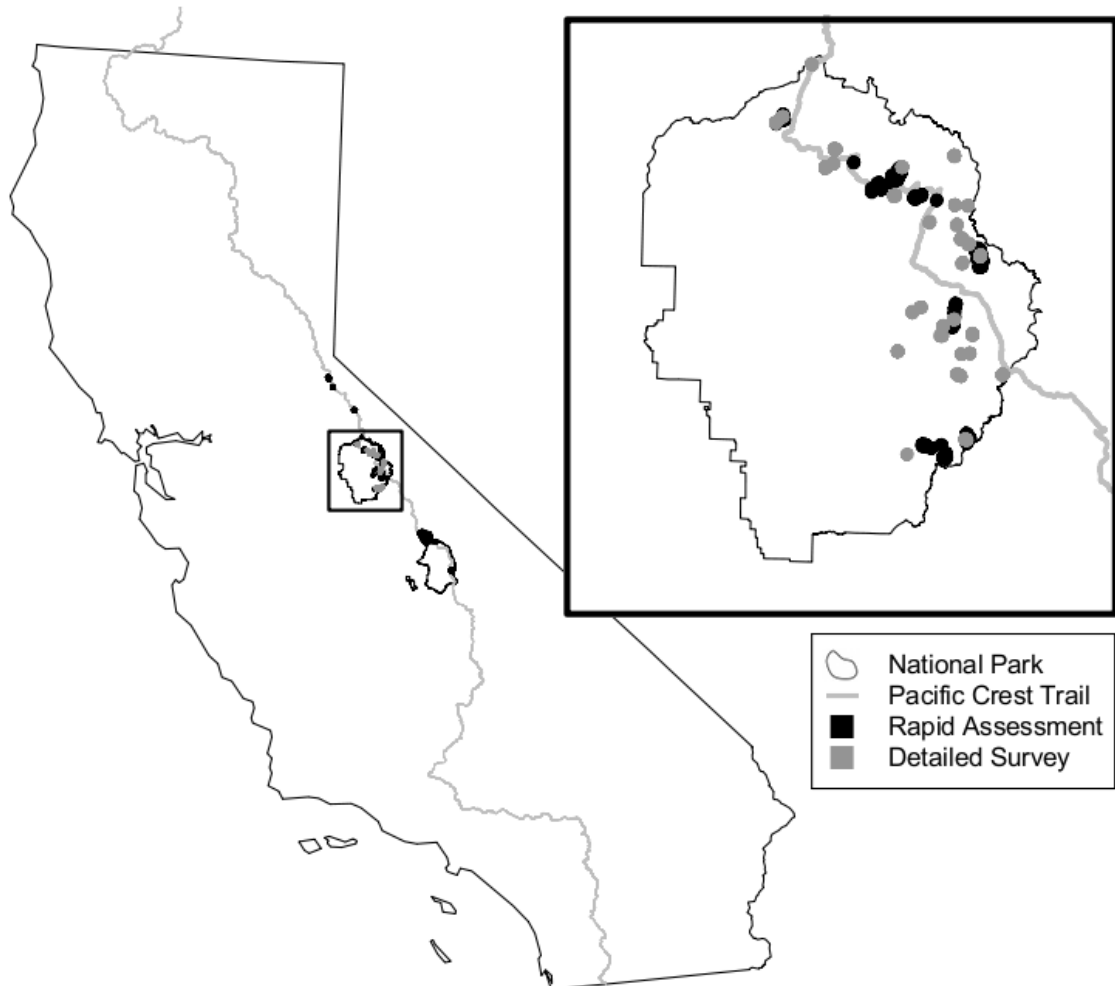 National Park
Pacific Crest Trail
Rapid Assessment
Detailed Survey